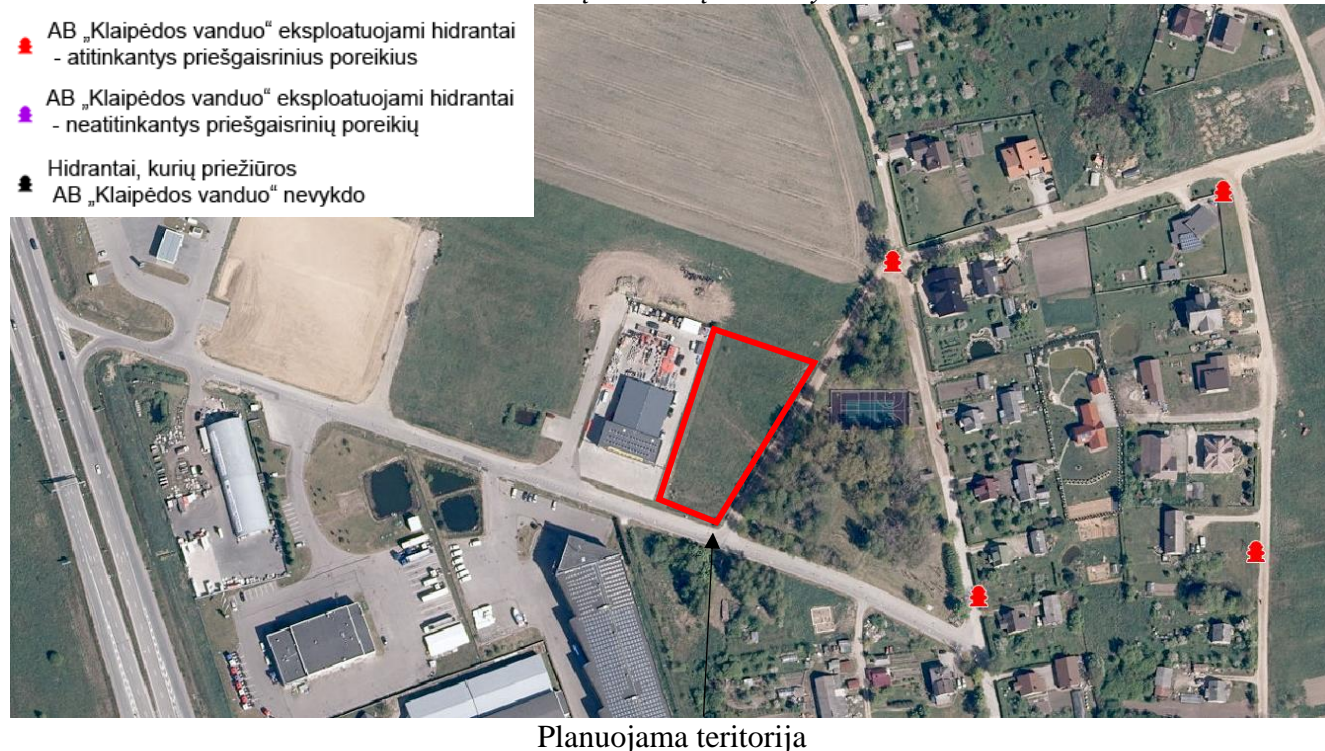 AB „Klaipėdos vanduo“ eksploatuojami hidrantai
- atitinkantys priešgaisrinius poreikius
AB „Klaipėdos vanduo“ eksploatuojami hidrantai
- neatitinkantys priešgaisrinių poreikių
Hidrantai, kurių priežiūros
AB „Klaipėdos vanduo“ nevykdo
Planuojama teritorija